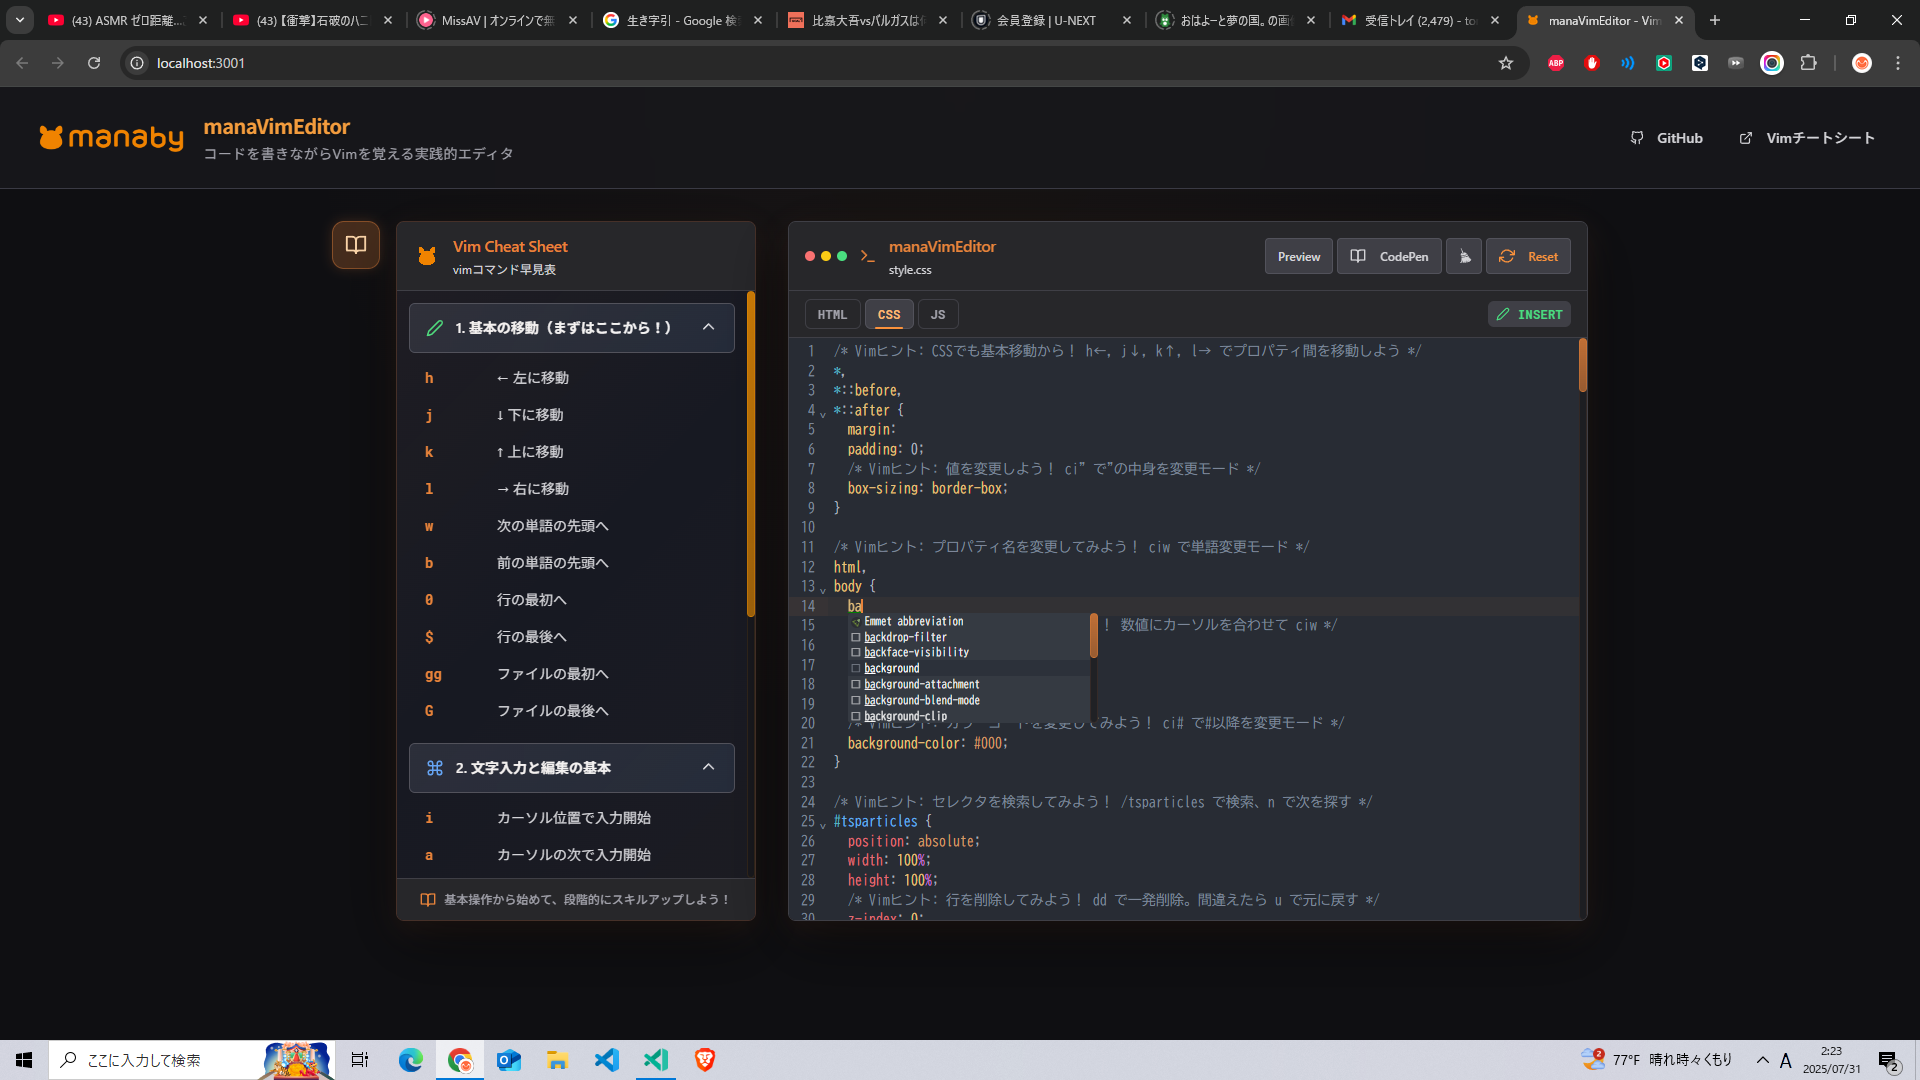 (43) ASMR ゼロ距離…
(43) 【衝撃】石破のハニ
MissAV | オンラインで無
生き字引 - Google 検
比嘉大吾vsバルガスは
会員登録 | U-NEXT
おはよーと夢の国。の画
受信トレイ (2,479) - to
manaVimEditor - Vim
localhost:3001
ABP
manaby
manaVimEditor
コードを書きながらVimを覚える実践的エディタ
GitHub
Vimチートシート
Vim Cheat Sheet
vimコマンド早見表
1. 基本の移動（まずはここから！）
h ← 左に移動
j ↓ 下に移動
k ↑ 上に移動
l → 右に移動
w 次の単語の先頭へ
b 前の単語の先頭へ
0 行の最初へ
$ 行の最後へ
gg ファイルの最初へ
G ファイルの最後へ
2. 文字入力と編集の基本
i カーソル位置で入力開始
a カーソルの次で入力開始
基本操作から始めて、段階的にスキルアップしよう！
manaVimEditor
style.css
Preview
CodePen
Reset
HTML
CSS
JS
INSERT
1 /* Vimヒント: CSSでも基本移動から！ h←, j↓, k↑, l→ でプロパティ間を移動しよう */
2 *,
3 *::before,
4 *::after {
5 margin:
6 padding: 0;
7 /* Vimヒント: 値を変更しよう！ ci" で"の中身を変更モード */
8 box-sizing: border-box;
9 }
10
11 /* Vimヒント: プロパティ名を変更してみよう！ ciw で単語変更モード */
12 html,
13 body {
14 ba
Emmet abbreviation
backdrop-filter
backface-visibility
background
background-attachment
background-blend-mode
background-clip
15 ！ 数値にカーソルを合わせて ciw */
16
17
18
19
20 /* Vimヒント: カラーコードを変更してみよう！ ci# で#以降を変更モード */
21 background-color: #000;
22 }
23
24 /* Vimヒント: セレクタを検索してみよう！ /tsparticles で検索、n で次を探す */
25 #tsparticles {
26 position: absolute;
27 width: 100%;
28 height: 100%;
29 /* Vimヒント: 行を削除してみよう！ dd で一発削除。間違えたら u で元に戻す */
30 z-index: 0;
ここに入力して検索
2
77°F 晴れ時々くもり
A
2:23
2025/07/31
2